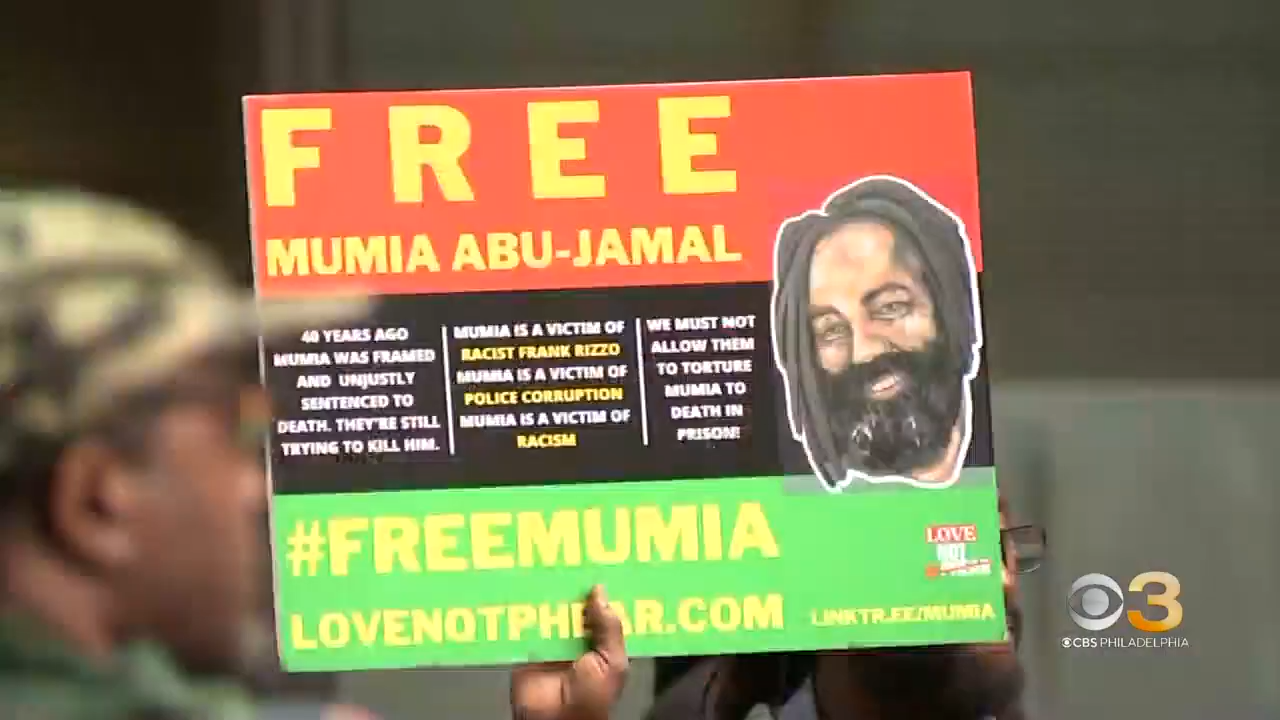 FREE
MUMIA ABU-JAMAL
40 YEARS AGO
MUMIA WAS FRAMED
AND UNJUSTLY
SENTENCED TO
DEATH. THEY'RE STILL
TRYING TO KILL HIM.
MUMIA IS A VICTIM OF
RACIST FRANK RIZZO
MUMIA IS A VICTIM OF
POLICE CORRUPTION
MUMIA IS A VICTIM OF
RACISM
WE MUST NOT
ALLOW THEM
TO TORTURE
MUMIA TO
DEATH IN
PRISON!
#FREEMUMIA
LOVE
NOT
LOVENOTPHEAR.COM
LINKTR.EE/MUMIA
3
CBS PHILADELPHIA